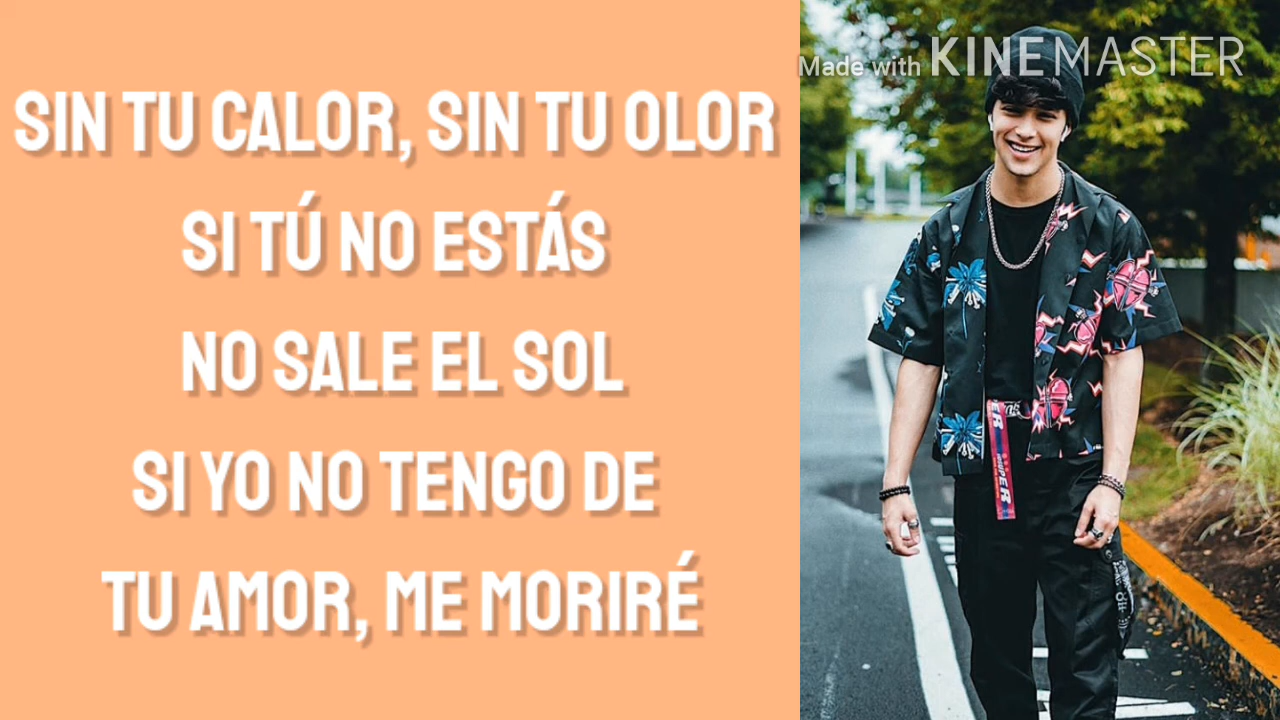 SIN TU CALOR, SIN TU OLOR
SI TÚ NO ESTÁS
NO SALE EL SOL
SI YO NO TENGO DE
TU AMOR, ME MORIRÉ
Made with KINEMASTER